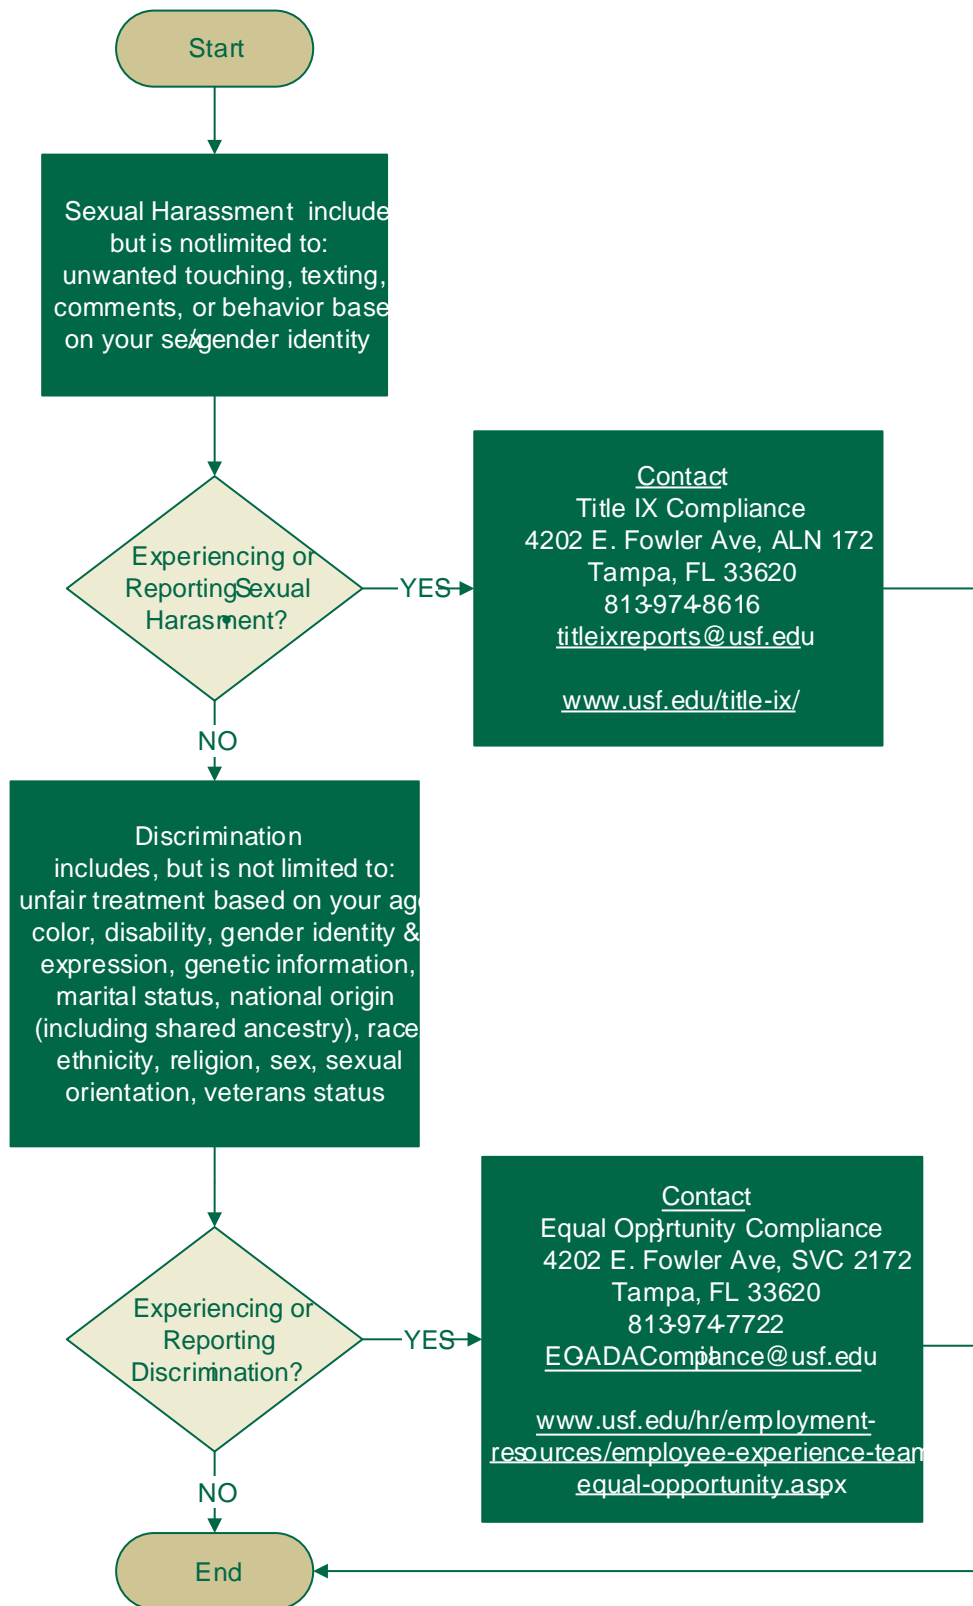 Start
Sexual Harassment include
but is notlimited to:
unwanted touching, texting,
comments, or behavior base
on your sex/gender identity
Experiencing or
Reporting Sexual
Harasment?
YES
Contact
Title IX Compliance
4202 E. Fowler Ave, ALN 172
Tampa, FL 33620
813-974-8616
titleixreports@usf.edu
www.usf.edu/title-ix/
NO
Discrimination
includes, but is not limited to:
unfair treatment based on your age
color, disability, gender identity &
expression, genetic information,
marital status, national origin
(including shared ancestry), race
ethnicity, religion, sex, sexual
orientation, veterans status
Experiencing or
Reporting
Discrimination?
YES
Contact
Equal Opportunity Compliance
4202 E. Fowler Ave, SVC 2172
Tampa, FL 33620
813-974-7722
EO-ADACompliance@usf.edu
www.usf.edu/hr/employment-
resources/employee-experience-team
equal-opportunity.aspx
NO
End